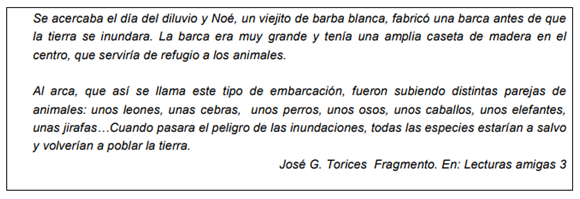 Se acercaba el día del diluvio y Noé, un viejito de barba blanca, fabricó una barca antes de que
la tierra se inundara. La barca era muy grande y tenía una amplia caseta de madera en el
centro, que serviría de refugio a los animales.
Al arca, que así se llama este tipo de embarcación, fueron subiendo distintas parejas de
animales: unos leones, unas cebras, unos perros, unos osos, unos caballos, unos elefantes,
unas jirafas…Cuando pasara el peligro de las inundaciones, todas las especies estarían a salvo
y volverían a poblar la tierra.
José G. Torices Fragmento. En: Lecturas amigas 3